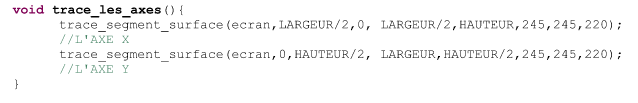 void trace_les_axes(){
trace_segment_surface(ecran,LARGEUR/2,0, LARGEUR/2,HAUTEUR,245,245,220);
//L'AXE X
trace_segment_surface(ecran,0,HAUTEUR/2, LARGEUR,HAUTEUR/2,245,245,220);
//L'AXE Y
}